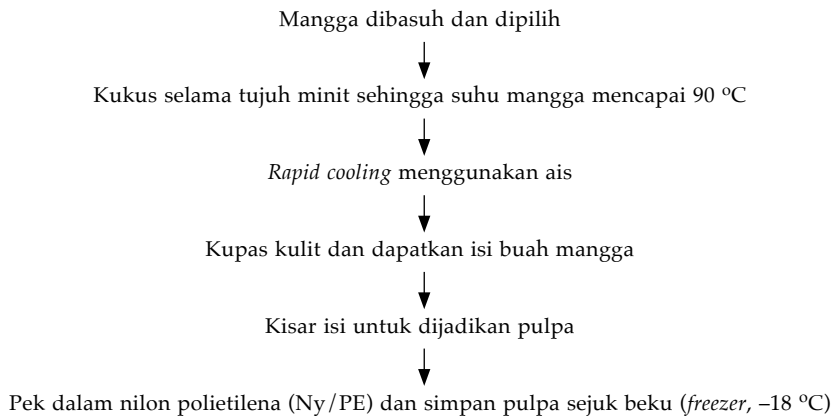 Mangga dibasuh dan dipilih
Kukus selama tujuh minit sehingga suhu mangga mencapai 90 ºC
Rapid cooling menggunakan ais
Kupas kulit dan dapatkan isi buah mangga
Kisar isi untuk dijadikan pulpa
Pek dalam nilon polietilena (Ny/PE) dan simpan pulpa sejuk beku (freezer, –18 ºC)